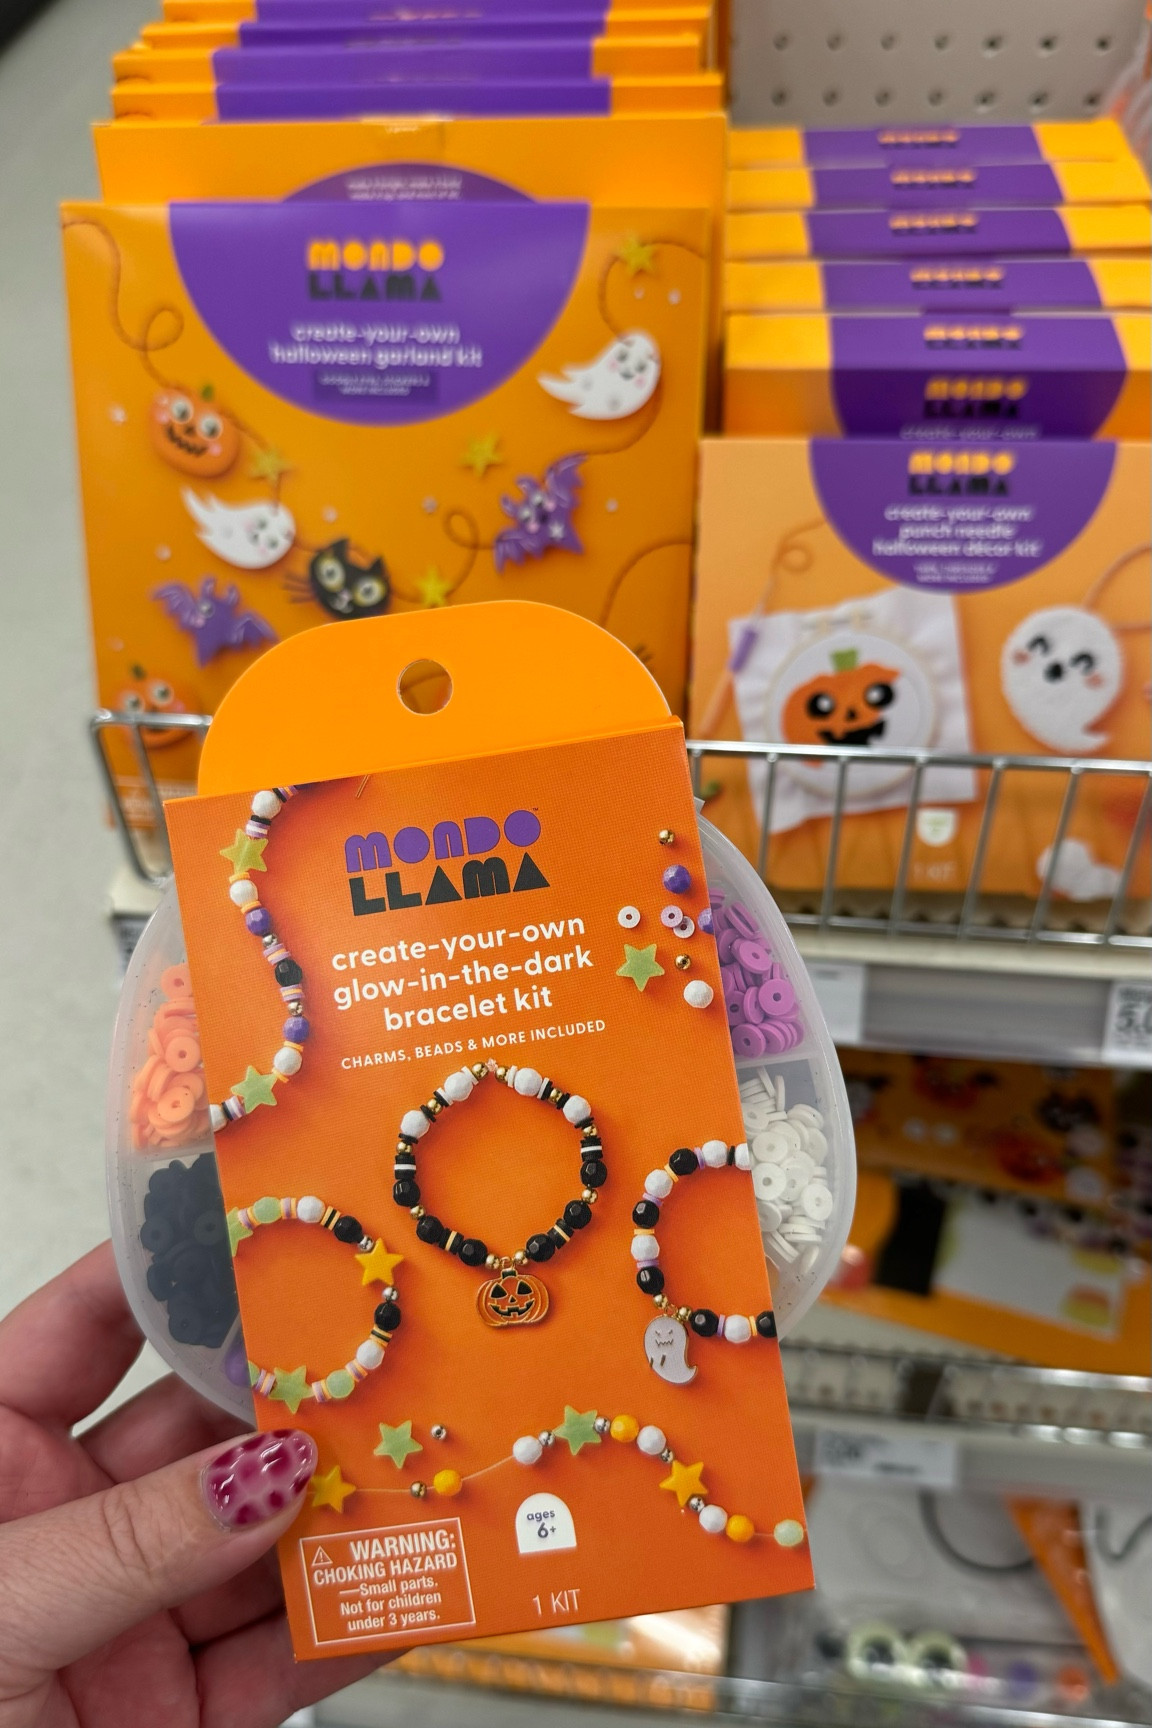 MONDO
LLAMA
create-your-own
halloween garland kit
MONDO
LLAMA
create-your-own
punch needle
halloween décor kit
1 KIT
MONDO™
LLAMA
create-your-own
glow-in-the-dark
bracelet kit
CHARMS, BEADS & MORE INCLUDED
ages
6+
WARNING:
CHOKING HAZARD
—Small parts.
Not for children
under 3 years.
1 KIT